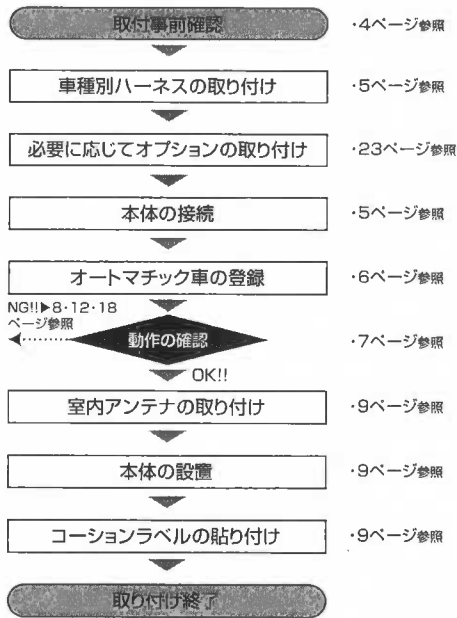 取付事前確認 ・4ページ参照
車種別ハーネスの取り付け ・5ページ参照
必要に応じてオプションの取り付け ・23ページ参照
本体の接続 ・5ページ参照
オートマチック車の登録 ・6ページ参照
NG!!▶8・12・18
ページ参照
動作の確認 ・7ページ参照
OK!!
室内アンテナの取り付け ・9ページ参照
本体の設置 ・9ページ参照
コーションラベルの貼り付け ・9ページ参照
取り付け終了